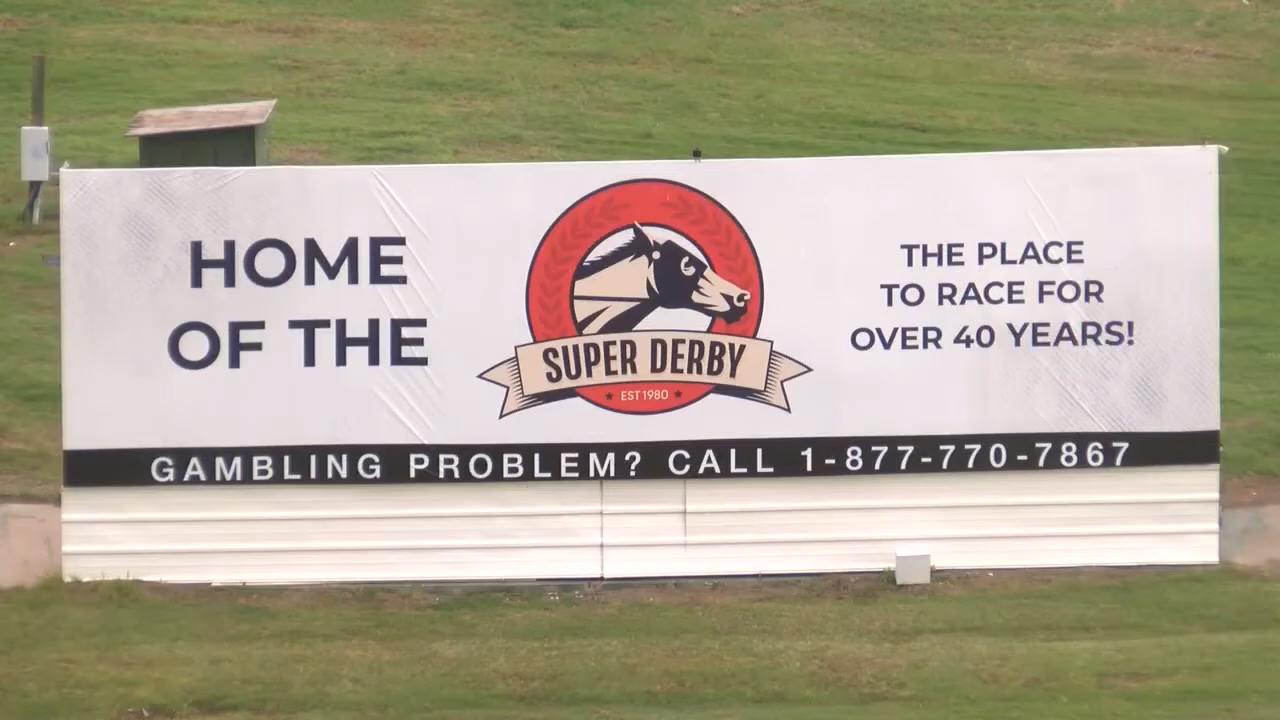 HOME
OF THE
SUPER DERBY
★ EST 1980 ★
THE PLACE
TO RACE FOR
OVER 40 YEARS!
GAMBLING PROBLEM? CALL 1-877-770-7867